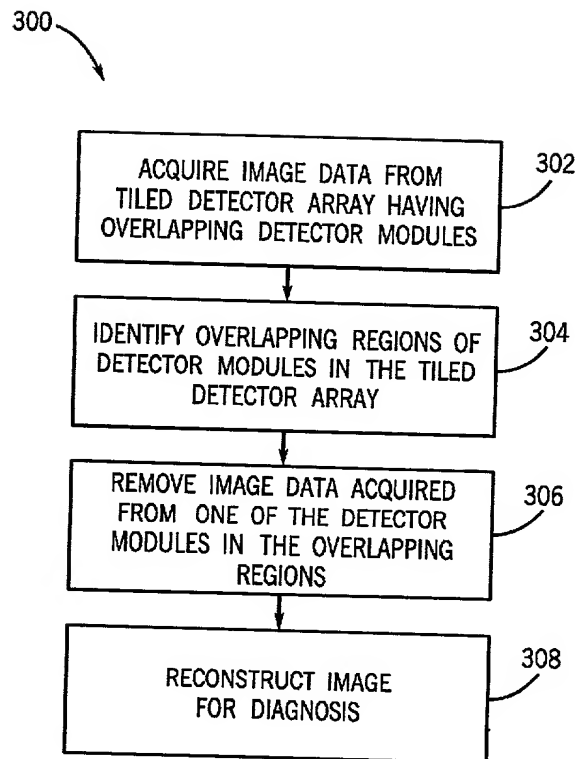 300
ACQUIRE IMAGE DATA FROM
TILED DETECTOR ARRAY HAVING
OVERLAPPING DETECTOR MODULES
302
IDENTIFY OVERLAPPING REGIONS OF
DETECTOR MODULES IN THE TILED
DETECTOR ARRAY
304
REMOVE IMAGE DATA ACQUIRED
FROM ONE OF THE DETECTOR
MODULES IN THE OVERLAPPING
REGIONS
306
RECONSTRUCT IMAGE
FOR DIAGNOSIS
308